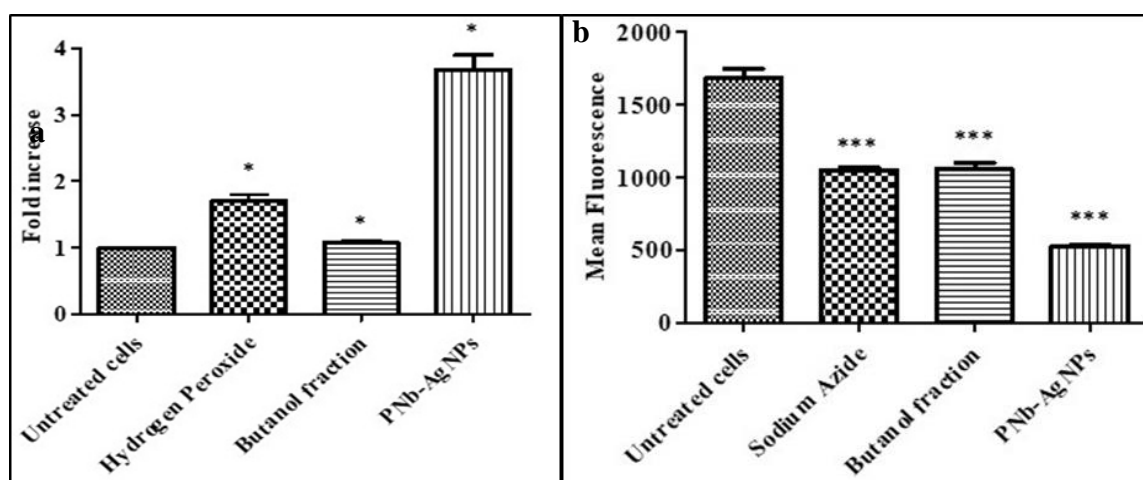 a
Fold increase
4
3
2
1
0
*
*
*
Untreated cells
Hydrogen Peroxide
Butanol fraction
PNb-AgNPs
b
Mean Fluorescence
2000
1500
1000
500
0
***
***
***
Untreated cells
Sodium Azide
Butanol fraction
PNb-AgNPs